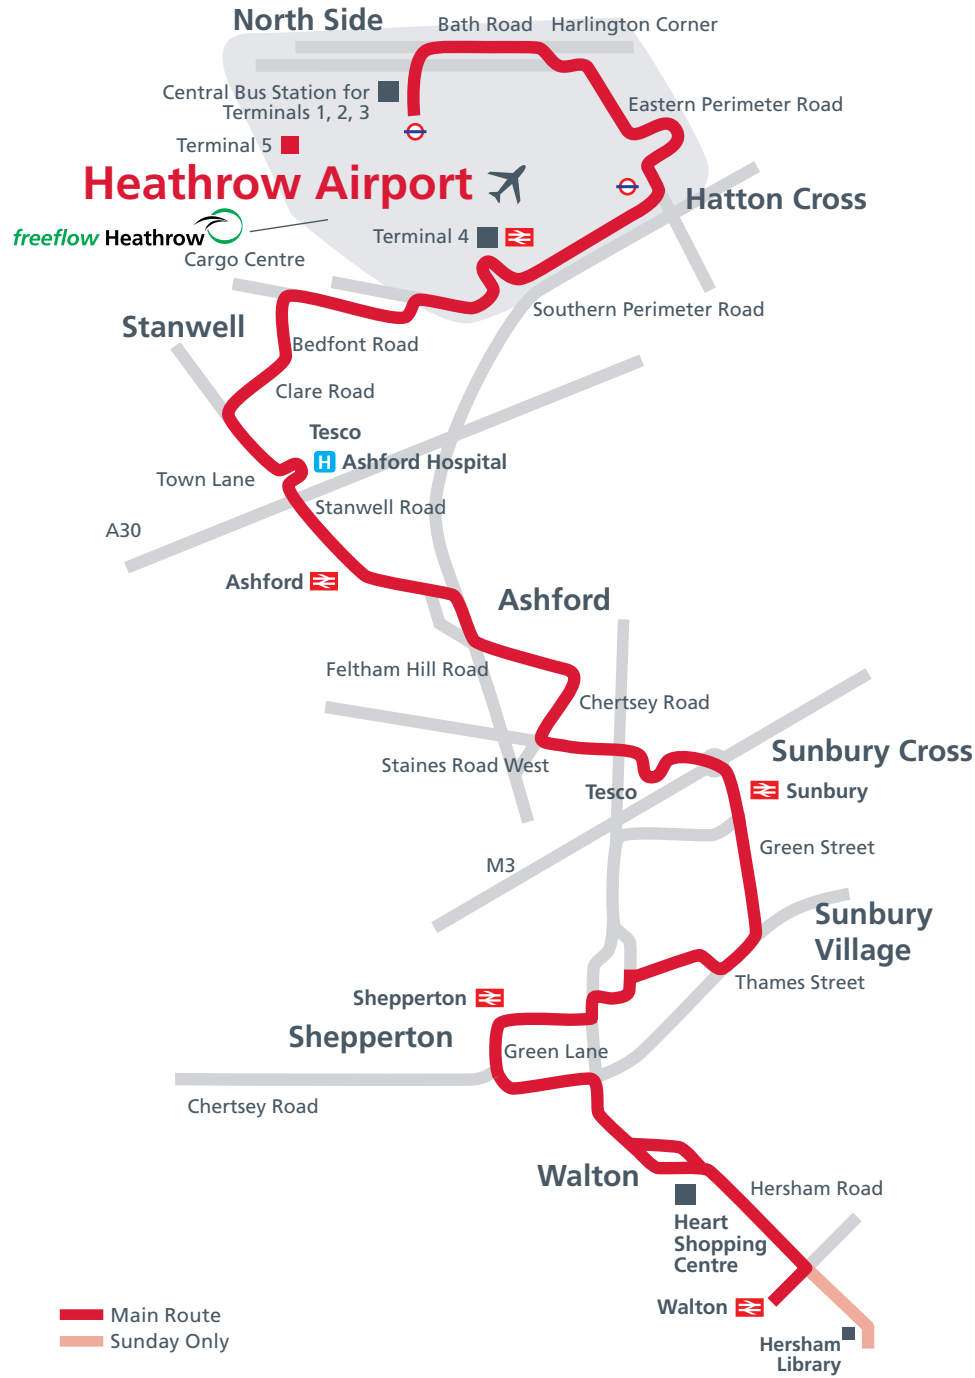 North Side
Bath Road
Harlington Corner
Central Bus Station for
Terminals 1, 2, 3
Eastern Perimeter Road
Terminal 5
Heathrow Airport
Hatton Cross
freeflow Heathrow
Terminal 4
Cargo Centre
Southern Perimeter Road
Stanwell
Bedfont Road
Clare Road
Tesco
H Ashford Hospital
Town Lane
Stanwell Road
A30
Ashford
Ashford
Feltham Hill Road
Chertsey Road
Sunbury Cross
Staines Road West
Tesco
Sunbury
Green Street
M3
Sunbury
Village
Thames Street
Shepperton
Shepperton
Green Lane
Chertsey Road
Walton
Hersham Road
Heart
Shopping
Centre
Walton
Main Route
Sunday Only
Hersham
Library